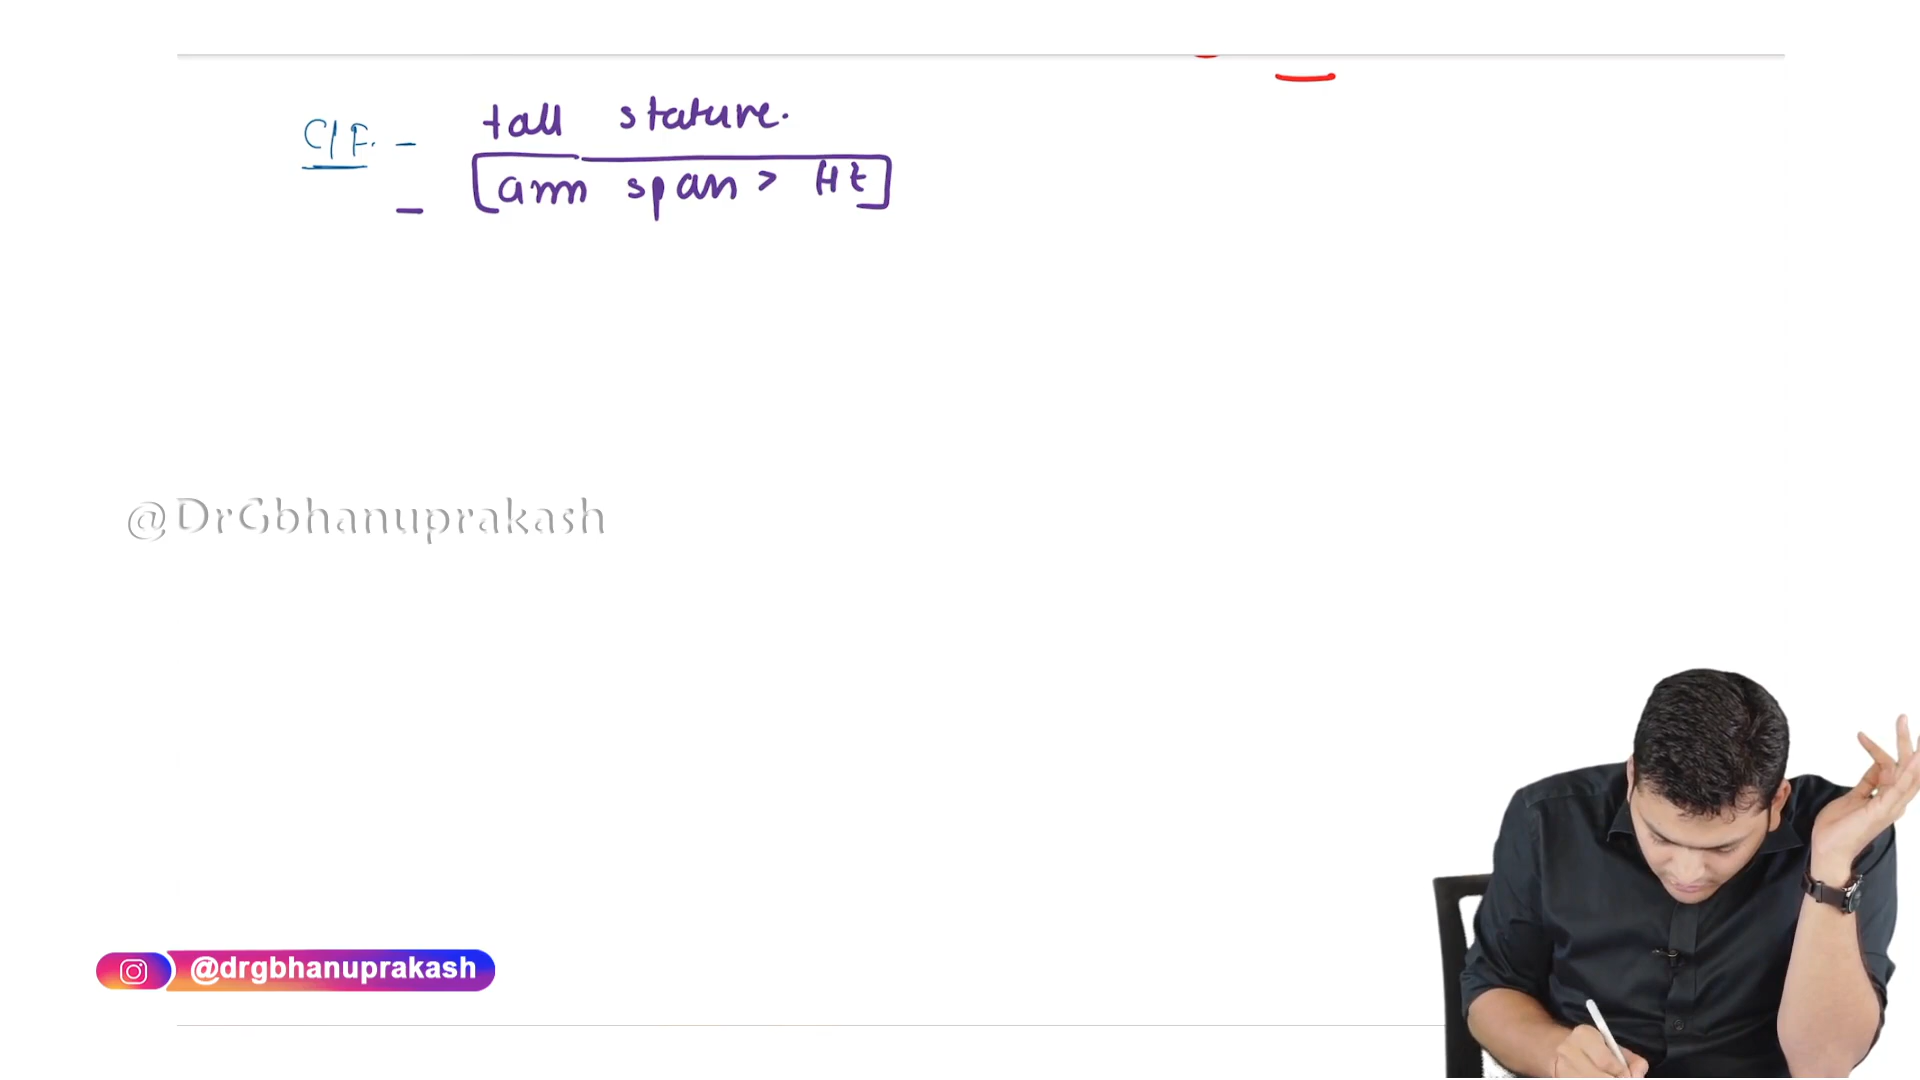 C/F. - tall stature.
- [arm span > Ht]
@DrGbhanuprakash
@drgbhanuprakash